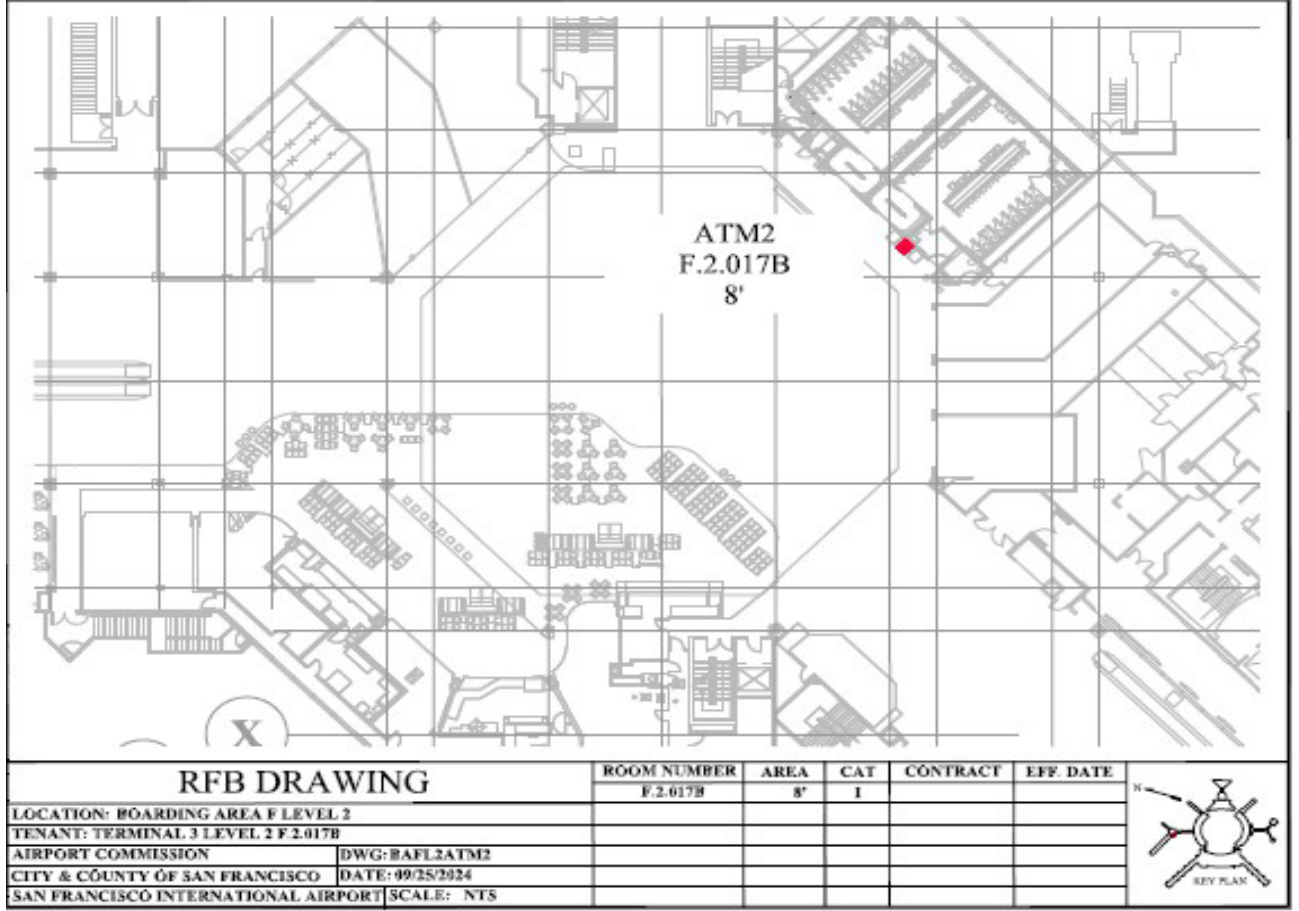 ATM2
F.2.017B
8'
X
RFB DRAWING
ROOM NUMBER AREA CAT CONTRACT EFF. DATE
F.2.017B 8' I
LOCATION: BOARDING AREA F LEVEL 2
TENANT: TERMINAL 3 LEVEL 2 F.2.017B
AIRPORT COMMISSION DWG: BAFL2ATM2
CITY & COUNTY OF SAN FRANCISCO DATE: 09/25/2024
SAN FRANCISCO INTERNATIONAL AIRPORT SCALE: NTS
N
KEY PLAN